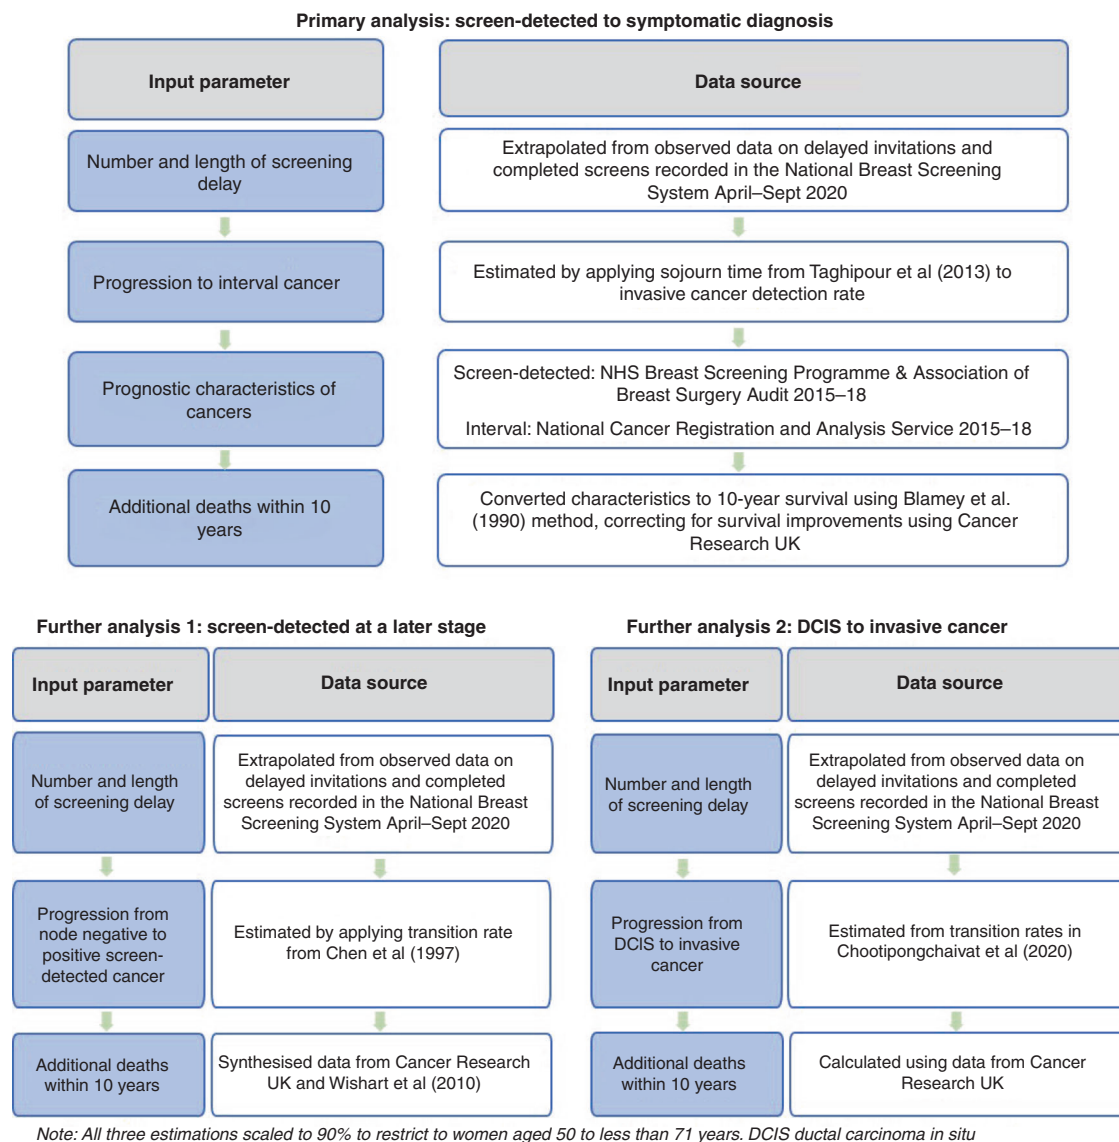 Primary analysis: screen-detected to symptomatic diagnosis
Input parameter
Data source
Number and length of screening
delay
Extrapolated from observed data on delayed invitations and
completed screens recorded in the National Breast Screening
System April–Sept 2020
Progression to interval cancer
Estimated by applying sojourn time from Taghipour et al (2013) to
invasive cancer detection rate
Prognostic characteristics of
cancers
Screen-detected: NHS Breast Screening Programme & Association of
Breast Surgery Audit 2015–18
Interval: National Cancer Registration and Analysis Service 2015–18
Additional deaths within 10
years
Converted characteristics to 10-year survival using Blamey et al.
(1990) method, correcting for survival improvements using Cancer
Research UK
Further analysis 1: screen-detected at a later stage
Input parameter
Data source
Number and length
of screening delay
Extrapolated from observed data on
delayed invitations and completed
screens recorded in the National Breast
Screening System April–Sept 2020
Progression from
node negative to
positive screen-
detected cancer
Estimated by applying transition rate
from Chen et al (1997)
Additional deaths
within 10 years
Synthesised data from Cancer Research
UK and Wishart et al (2010)
Further analysis 2: DCIS to invasive cancer
Input parameter
Data source
Number and length
of screening delay
Extrapolated from observed data on
delayed invitations and completed
screens recorded in the National Breast
Screening System April–Sept 2020
Progression from
DCIS to invasive
cancer
Estimated from transition rates in
Chootipongchaivat et al (2020)
Additional deaths
within 10 years
Calculated using data from Cancer
Research UK
Note: All three estimations scaled to 90% to restrict to women aged 50 to less than 71 years. DCIS ductal carcinoma in situ